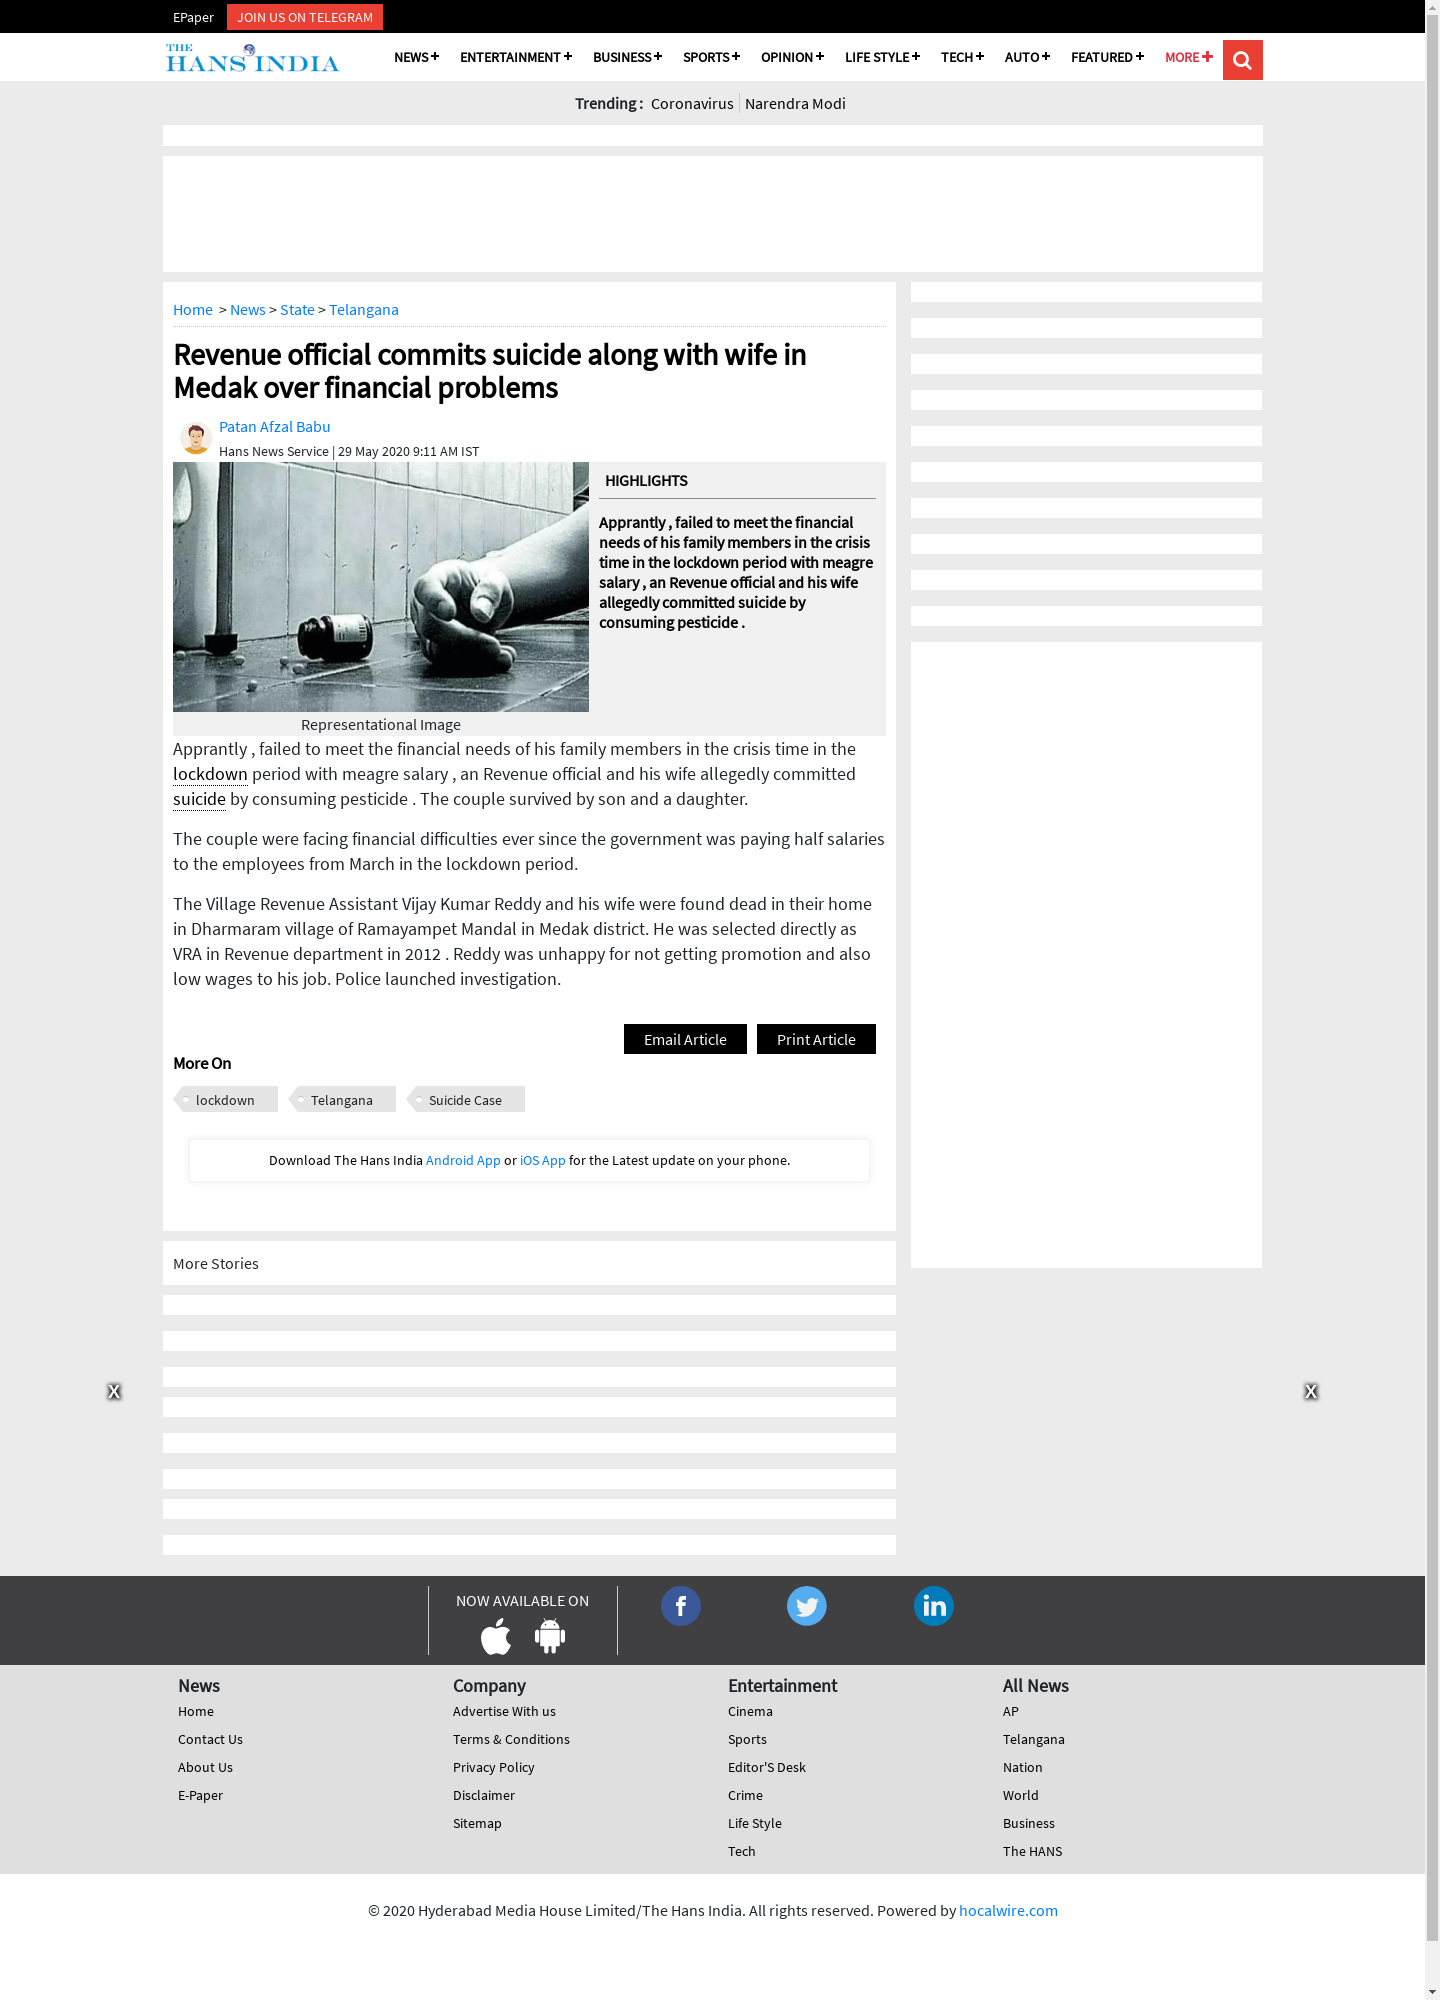 EPaper JOIN US ON TELEGRAM
THE HANS INDIA
NEWS ENTERTAINMENT BUSINESS SPORTS OPINION LIFE STYLE TECH AUTO FEATURED MORE
Trending : Coronavirus Narendra Modi
Home > News > State > Telangana
Revenue official commits suicide along with wife in
Medak over financial problems
Patan Afzal Babu
Hans News Service | 29 May 2020 9:11 AM IST
HIGHLIGHTS
Apprantly , failed to meet the financial
needs of his family members in the crisis
time in the lockdown period with meagre
salary , an Revenue official and his wife
allegedly committed suicide by
consuming pesticide .
Representational Image
Apprantly , failed to meet the financial needs of his family members in the crisis time in the
lockdown period with meagre salary , an Revenue official and his wife allegedly committed
suicide by consuming pesticide . The couple survived by son and a daughter.
The couple were facing financial difficulties ever since the government was paying half salaries
to the employees from March in the lockdown period.
The Village Revenue Assistant Vijay Kumar Reddy and his wife were found dead in their home
in Dharmaram village of Ramayampet Mandal in Medak district. He was selected directly as
VRA in Revenue department in 2012 . Reddy was unhappy for not getting promotion and also
low wages to his job. Police launched investigation.
Email Article Print Article
More On
lockdown Telangana Suicide Case
Download The Hans India Android App or iOS App for the Latest update on your phone.
More Stories
X X
NOW AVAILABLE ON
News
Home
Contact Us
About Us
E-Paper
Company
Advertise With us
Terms & Conditions
Privacy Policy
Disclaimer
Sitemap
Entertainment
Cinema
Sports
Editor'S Desk
Crime
Life Style
Tech
All News
AP
Telangana
Nation
World
Business
The HANS
© 2020 Hyderabad Media House Limited/The Hans India. All rights reserved. Powered by hocalwire.com